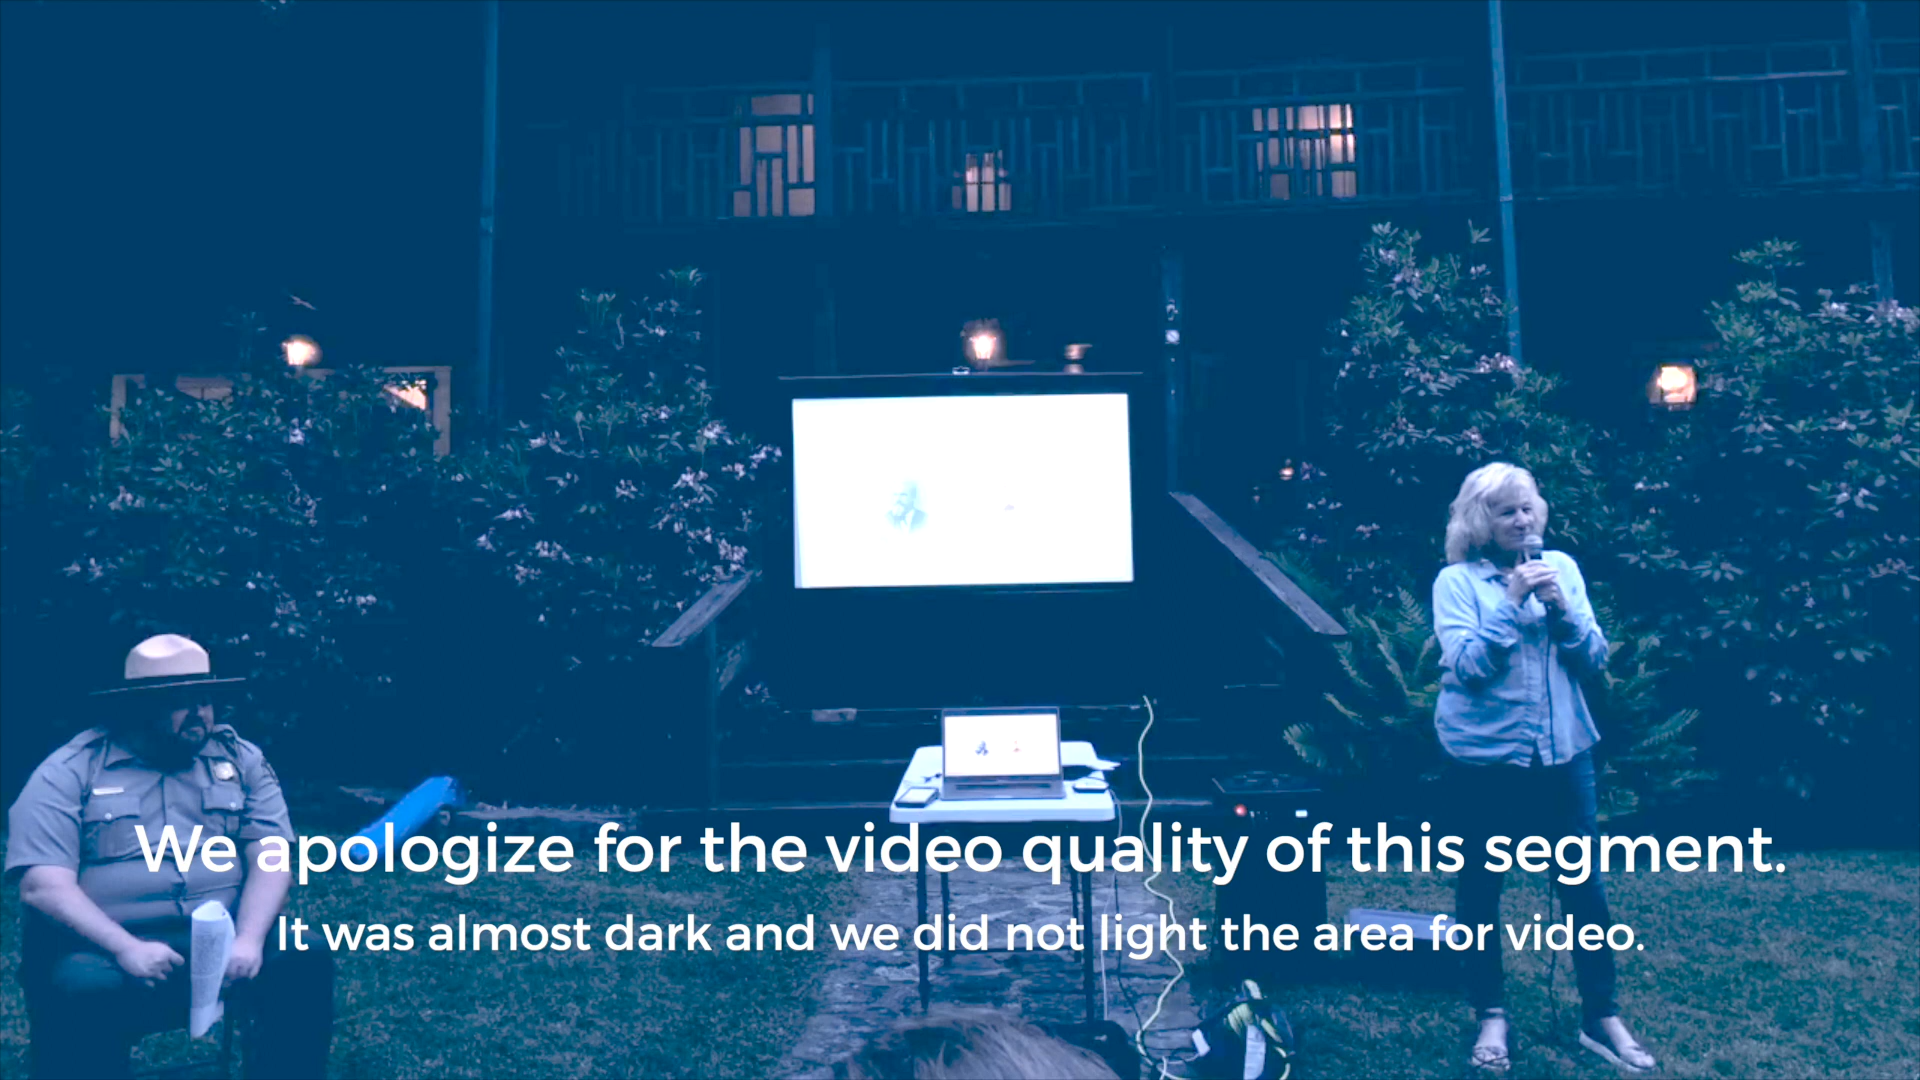 We apologize for the video quality of this segment.
It was almost dark and we did not light the area for video.